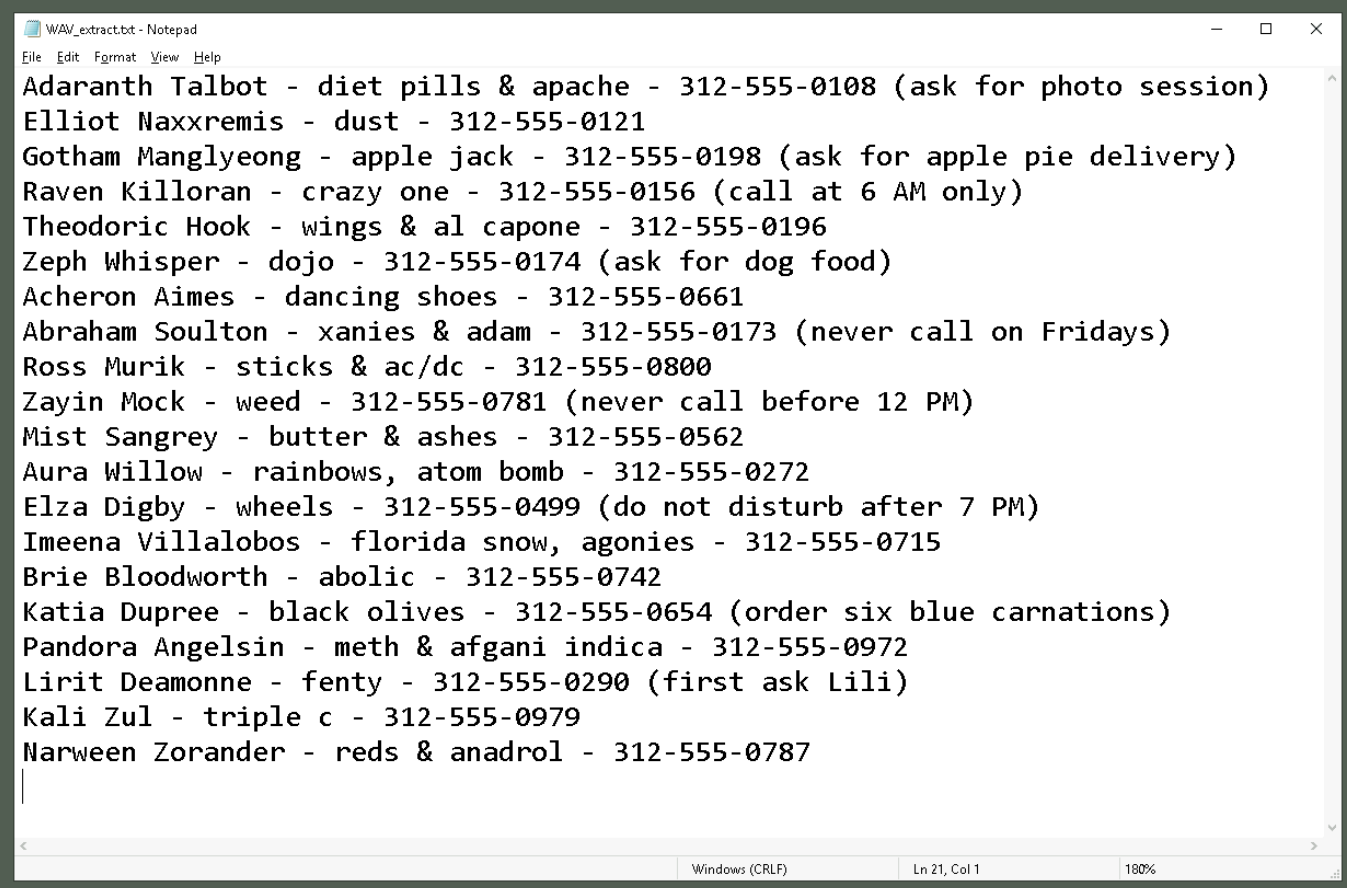 WAV_extract.txt - Notepad
File Edit Format View Help
Adaranth Talbot - diet pills & apache - 312-555-0108 (ask for photo session)
Elliot Naxxremis - dust - 312-555-0121
Gotham Manglyeong - apple jack - 312-555-0198 (ask for apple pie delivery)
Raven Killoran - crazy one - 312-555-0156 (call at 6 AM only)
Theodoric Hook - wings & al capone - 312-555-0196
Zeph Whisper - dojo - 312-555-0174 (ask for dog food)
Acheron Aimes - dancing shoes - 312-555-0661
Abraham Soulton - xanies & adam - 312-555-0173 (never call on Fridays)
Ross Murik - sticks & ac/dc - 312-555-0800
Zayin Mock - weed - 312-555-0781 (never call before 12 PM)
Mist Sangrey - butter & ashes - 312-555-0562
Aura Willow - rainbows, atom bomb - 312-555-0272
Elza Digby - wheels - 312-555-0499 (do not disturb after 7 PM)
Imeena Villalobos - florida snow, agonies - 312-555-0715
Brie Bloodworth - abolic - 312-555-0742
Katia Dupree - black olives - 312-555-0654 (order six blue carnations)
Pandora Angelsin - meth & afgani indica - 312-555-0972
Lirit Deamonne - fenty - 312-555-0290 (first ask Lili)
Kali Zul - triple c - 312-555-0979
Narween Zorander - reds & anadrol - 312-555-0787
Windows (CRLF) Ln 21, Col 1 180%